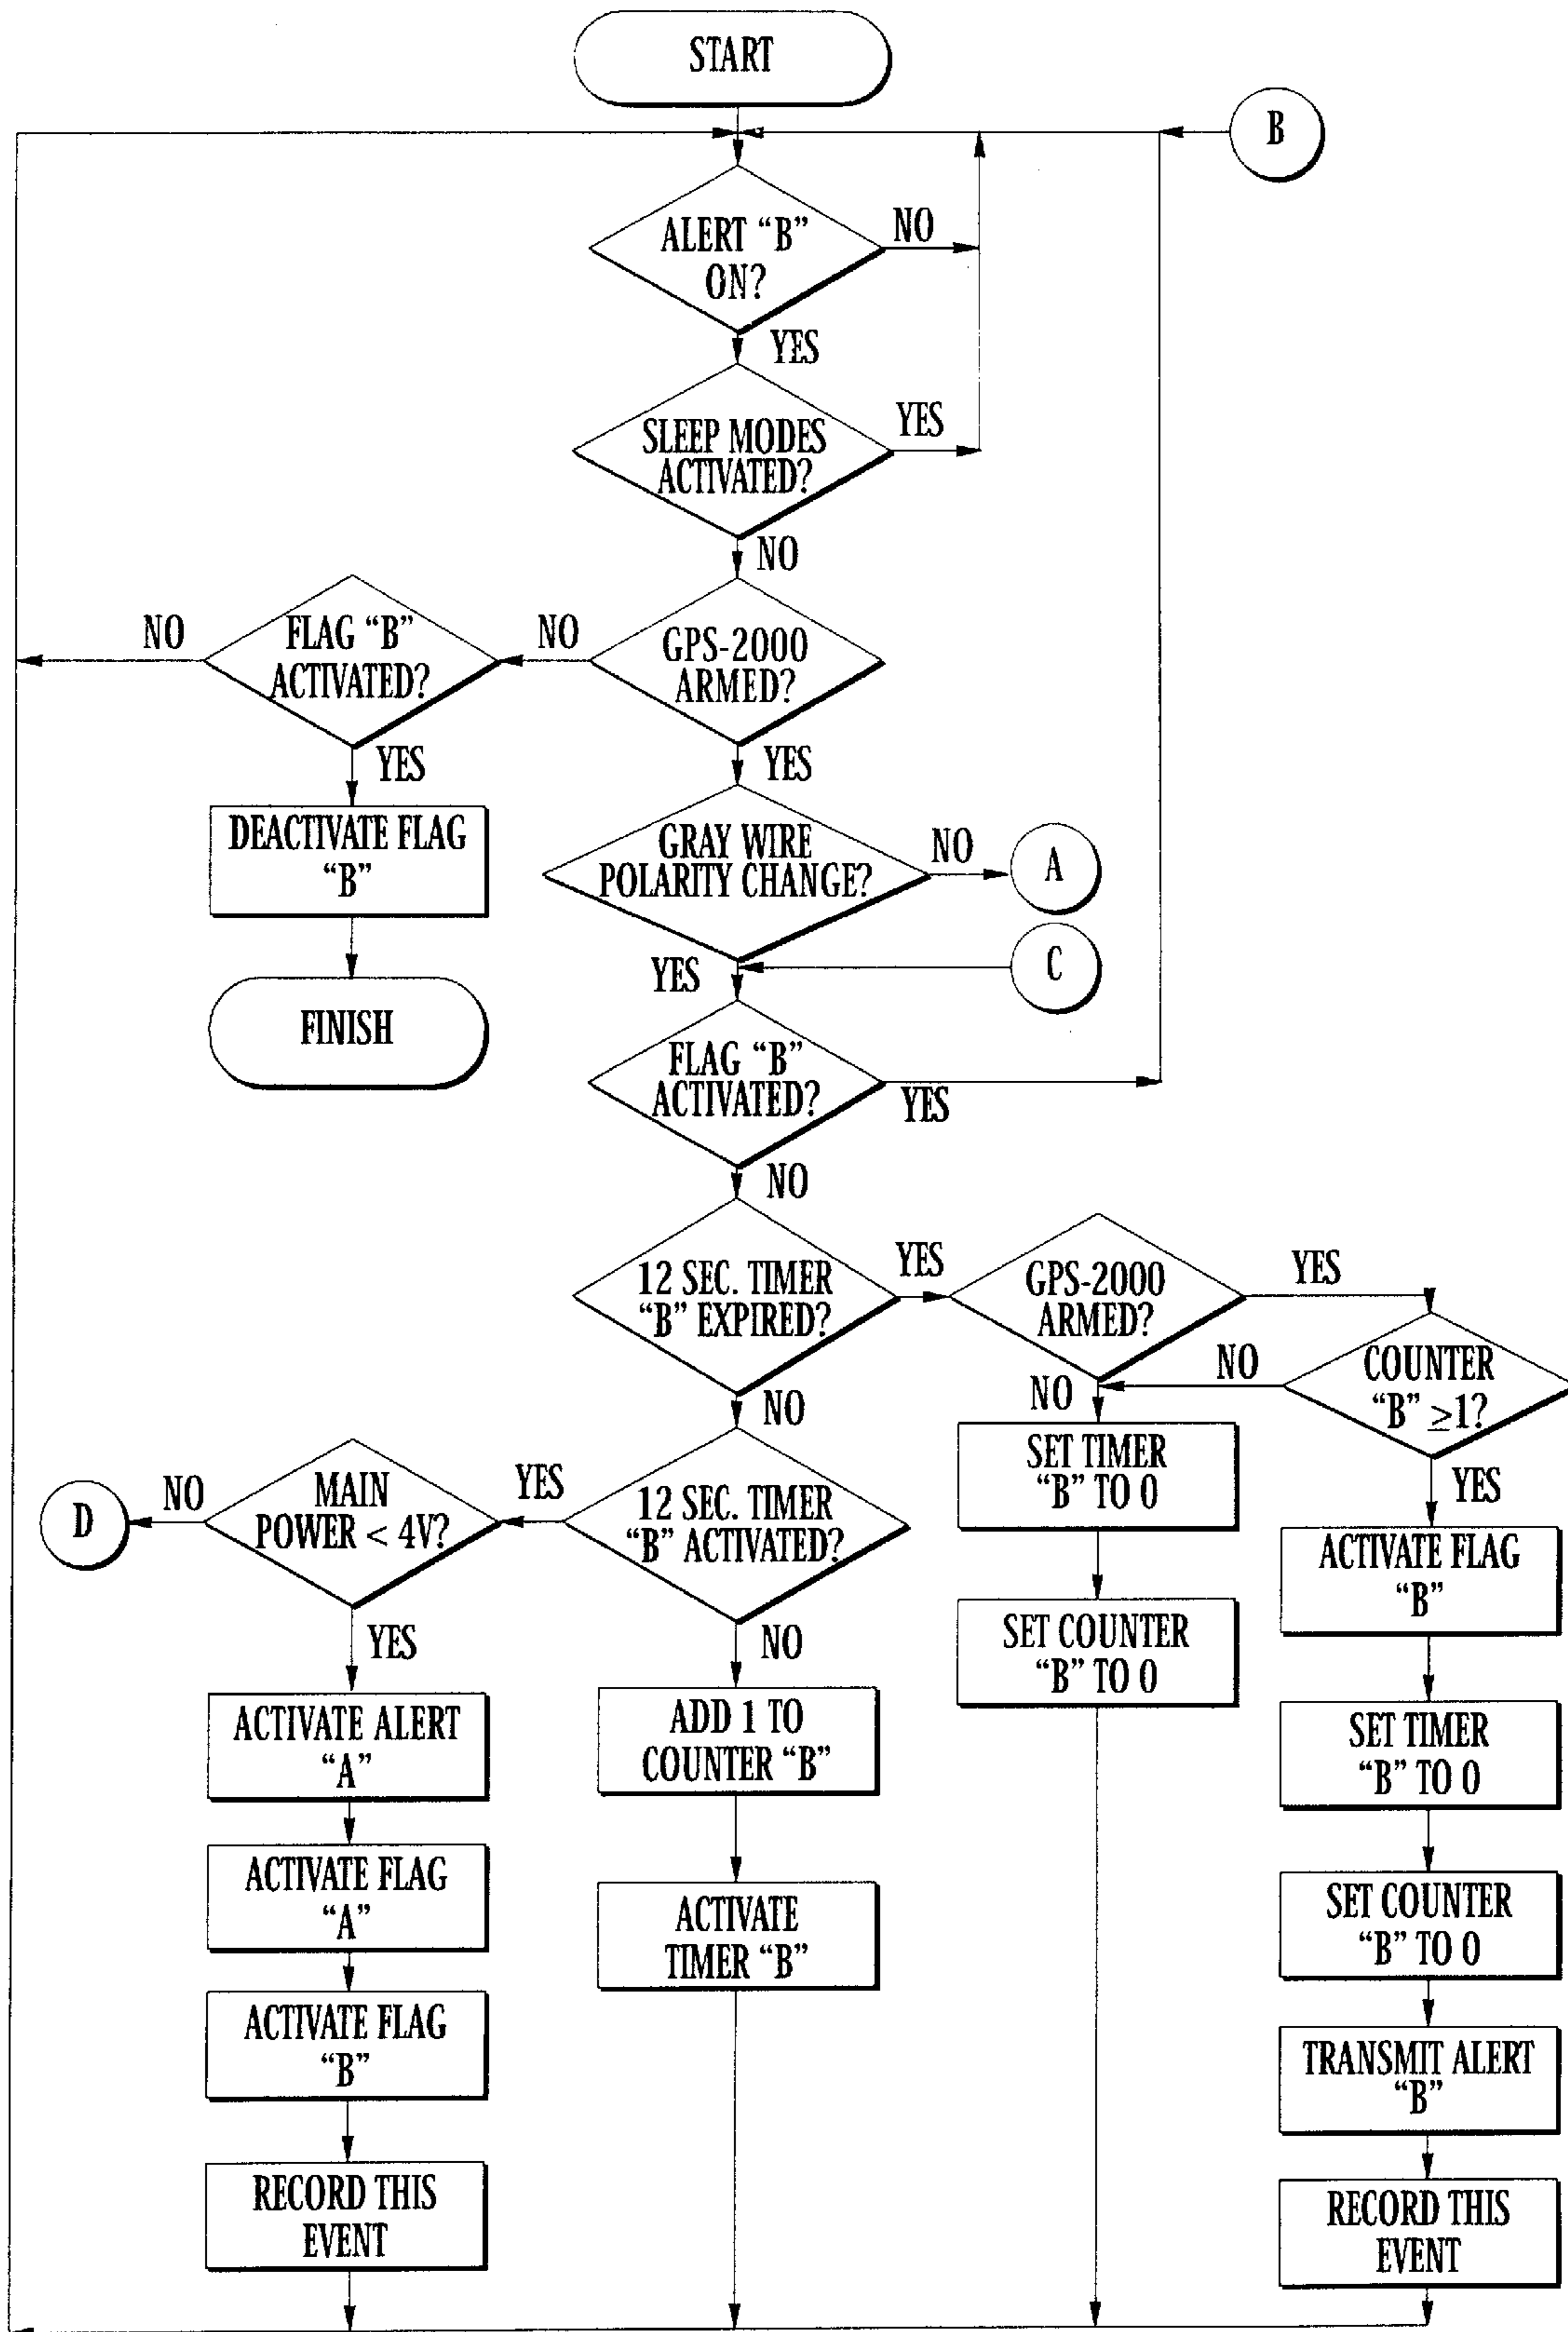 START
B
ALERT “B”
ON?
NO
YES
SLEEP MODES
ACTIVATED?
YES
NO
GPS-2000
ARMED?
NO
FLAG “B”
ACTIVATED?
NO
YES
DEACTIVATE FLAG
“B”
FINISH
YES
GRAY WIRE
POLARITY CHANGE?
NO
A
C
YES
FLAG “B”
ACTIVATED?
YES
NO
12 SEC. TIMER
“B” EXPIRED?
YES
GPS-2000
ARMED?
YES
COUNTER
“B” ≥1?
NO
NO
SET TIMER
“B” TO 0
SET COUNTER
“B” TO 0
YES
ACTIVATE FLAG
“B”
SET TIMER
“B” TO 0
SET COUNTER
“B” TO 0
TRANSMIT ALERT
“B”
RECORD THIS
EVENT
NO
12 SEC. TIMER
“B” ACTIVATED?
YES
MAIN
POWER < 4V?
NO
D
YES
ACTIVATE ALERT
“A”
ACTIVATE FLAG
“A”
ACTIVATE FLAG
“B”
RECORD THIS
EVENT
NO
ADD 1 TO
COUNTER “B”
ACTIVATE
TIMER “B”